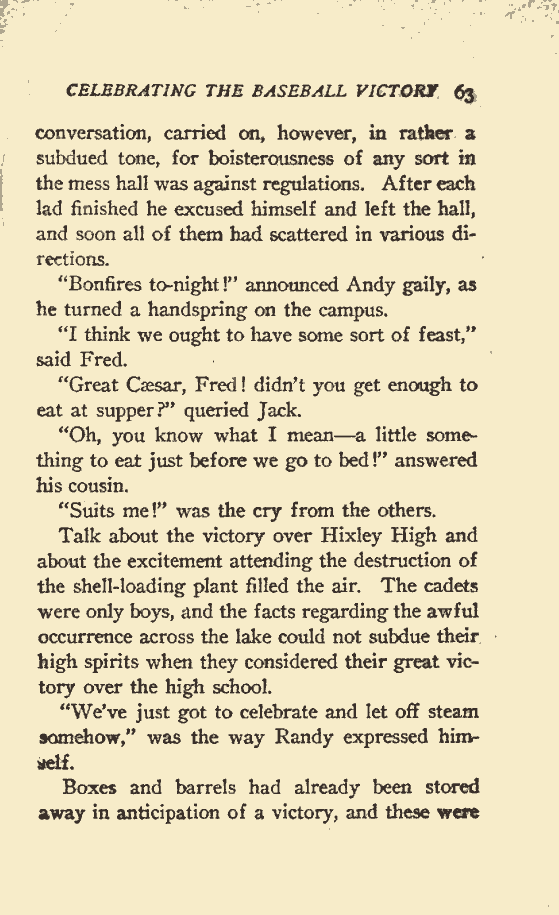 CELEBRATING THE BASEBALL VICTORY 63
conversation, carried on, however, in rather a
subdued tone, for boisterousness of any sort in
the mess hall was against regulations. After each
lad finished he excused himself and left the hall,
and soon all of them had scattered in various di-
rections.
"Bonfires to-night!" announced Andy gaily, as
he turned a handspring on the campus.
"I think we ought to have some sort of feast,"
said Fred.
"Great Cæsar, Fred! didn't you get enough to
eat at supper?" queried Jack.
"Oh, you know what I mean—a little some-
thing to eat just before we go to bed!" answered
his cousin.
"Suits me!" was the cry from the others.
Talk about the victory over Hixley High and
about the excitement attending the destruction of
the shell-loading plant filled the air. The cadets
were only boys, and the facts regarding the awful
occurrence across the lake could not subdue their
high spirits when they considered their great vic-
tory over the high school.
"We've just got to celebrate and let off steam
somehow," was the way Randy expressed him-
self.
Boxes and barrels had already been stored
away in anticipation of a victory, and these were